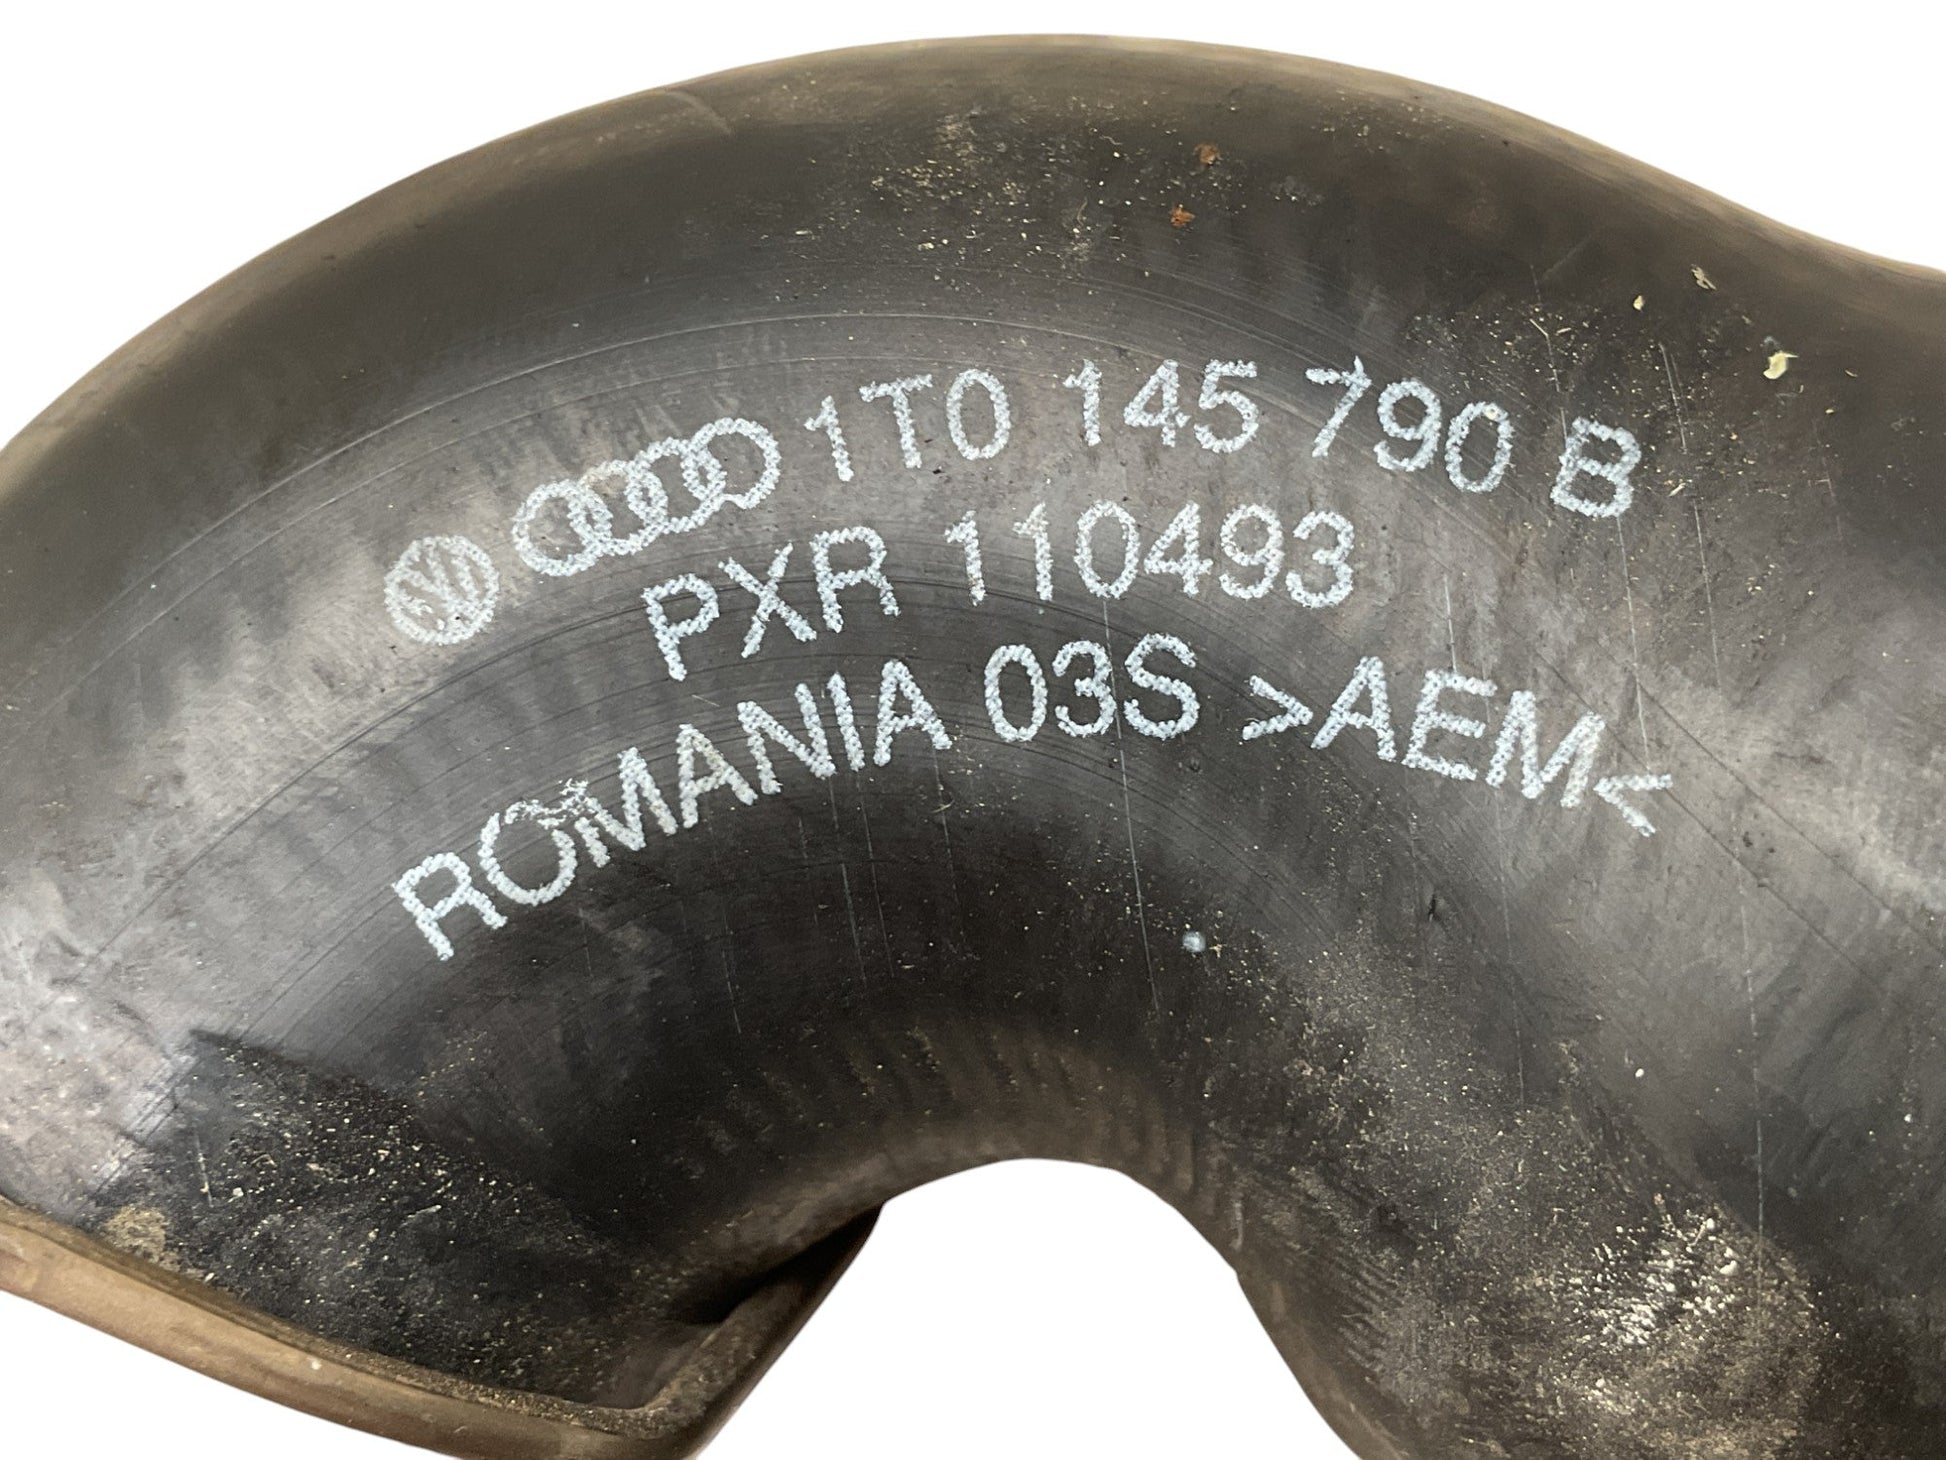 1T0 145 790 B
PXR 110493
ROMANIA 03S >AEM<